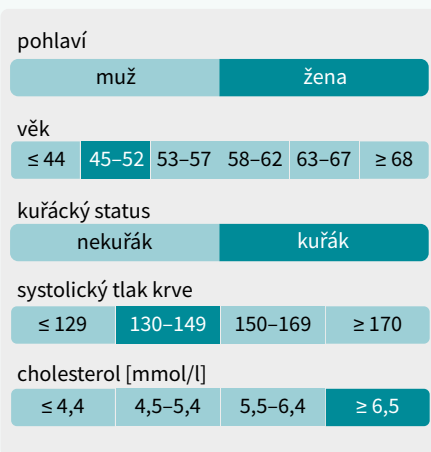 pohlaví
muž žena
věk
≤ 44 45–52 53–57 58–62 63–67 ≥ 68
kuřácký status
nekuřák kuřák
systolický tlak krve
≤ 129 130–149 150–169 ≥ 170
cholesterol [mmol/l]
≤ 4,4 4,5–5,4 5,5–6,4 ≥ 6,5